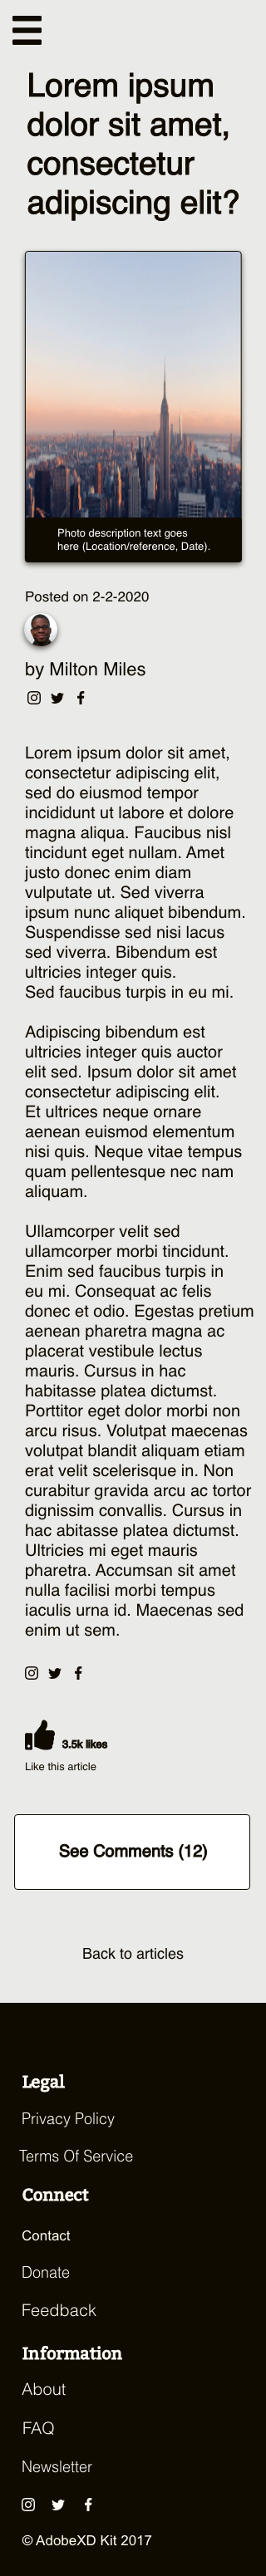 Lorem ipsum
dolor sit amet,
consectetur
adipiscing elit?
Photo description text goes
here (Location/reference, Date).
Posted on 2-2-2020
by Milton Miles
Lorem ipsum dolor sit amet,
consectetur adipiscing elit,
sed do eiusmod tempor
incididunt ut labore et dolore
magna aliqua. Faucibus nisl
tincidunt eget nullam. Amet
justo donec enim diam
vulputate ut. Sed viverra
ipsum nunc aliquet bibendum.
Suspendisse sed nisi lacus
sed viverra. Bibendum est
ultricies integer quis.
Sed faucibus turpis in eu mi.
Adipiscing bibendum est
ultricies integer quis auctor
elit sed. Ipsum dolor sit amet
consectetur adipiscing elit.
Et ultrices neque ornare
aenean euismod elementum
nisi quis. Neque vitae tempus
quam pellentesque nec nam
aliquam.
Ullamcorper velit sed
ullamcorper morbi tincidunt.
Enim sed faucibus turpis in
eu mi. Consequat ac felis
donec et odio. Egestas pretium
aenean pharetra magna ac
placerat vestibule lectus
mauris. Cursus in hac
habitasse platea dictumst.
Porttitor eget dolor morbi non
arcu risus. Volutpat maecenas
volutpat blandit aliquam etiam
erat velit scelerisque in. Non
curabitur gravida arcu ac tortor
dignissim convallis. Cursus in
hac abitasse platea dictumst.
Ultricies mi eget mauris
pharetra. Accumsan sit amet
nulla facilisi morbi tempus
iaculis urna id. Maecenas sed
enim ut sem.
3.5k likes
Like this article
See Comments (12)
Back to articles
Legal
Privacy Policy
Terms Of Service
Connect
Contact
Donate
Feedback
Information
About
FAQ
Newsletter
© AdobeXD Kit 2017